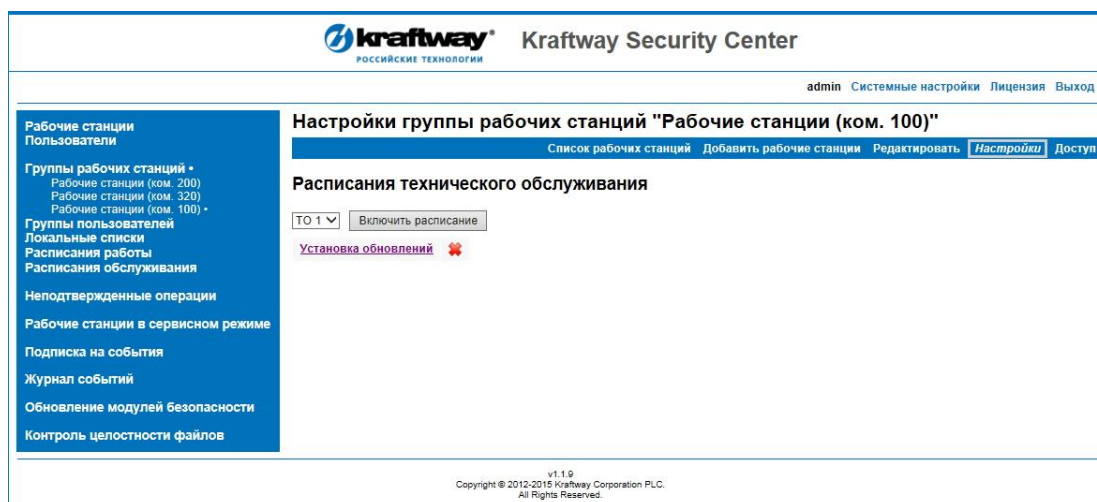 kraftway®
РОССИЙСКИЕ ТЕХНОЛОГИИ
Kraftway Security Center
admin Системные настройки Лицензия Выход
Рабочие станции
Пользователи
Группы рабочих станций •
Рабочие станции (ком. 200)
Рабочие станции (ком. 320)
Рабочие станции (ком. 100) •
Группы пользователей
Локальные списки
Расписания работы
Расписания обслуживания
Неподтвержденные операции
Рабочие станции в сервисном режиме
Подписка на события
Журнал событий
Обновление модулей безопасности
Контроль целостности файлов
Настройки группы рабочих станций "Рабочие станции (ком. 100)"
Список рабочих станций Добавить рабочие станции Редактировать Настройки Доступ
Расписания технического обслуживания
ТО 1 Включить расписание
Установка обновлений
v1.1.9
Copyright © 2012-2015 Kraftway Corporation PLC.
All Rights Reserved.